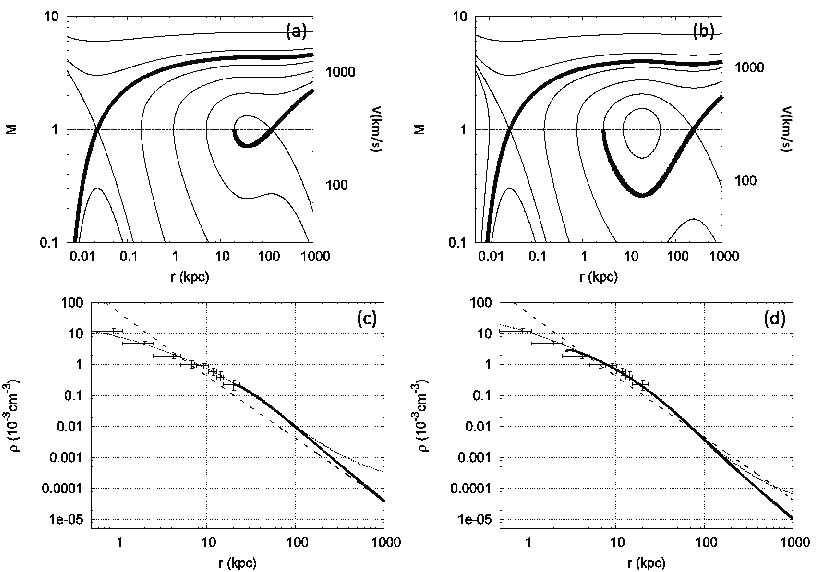 10 (a) 10 (b)
1000 1000
M 1 V(km/s) M 1 V(km/s)
100 100
0.1 0.1
0.01 0.1 1 10 100 1000 0.01 0.1 1 10 100 1000
r (kpc) r (kpc)
100 (c) 100 (d)
10 10
1 1
0.1 0.1
ρ (10⁻³cm⁻³) ρ (10⁻³cm⁻³)
0.01 0.01
0.001 0.001
0.0001 0.0001
1e-05 1e-05
1 10 100 1000 1 10 100 1000
r (kpc) r (kpc)